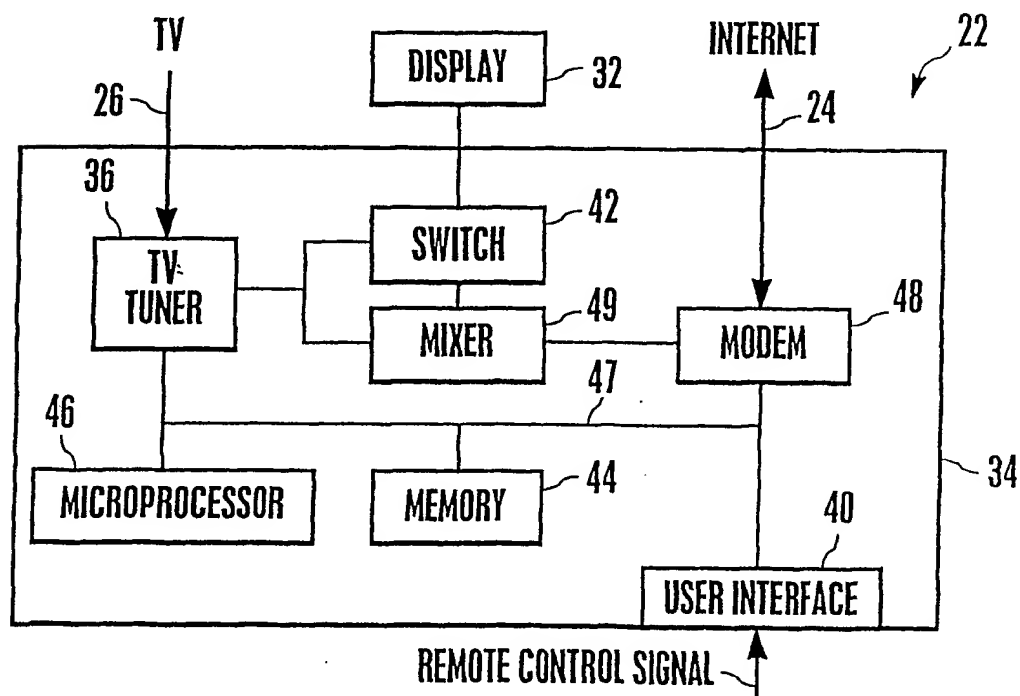 TV
DISPLAY
INTERNET
22
26
32
24
36
42
SWITCH
TV
TUNER
49
MIXER
48
MODEM
47
46
MICROPROCESSOR
44
MEMORY
34
40
USER INTERFACE
REMOTE CONTROL SIGNAL